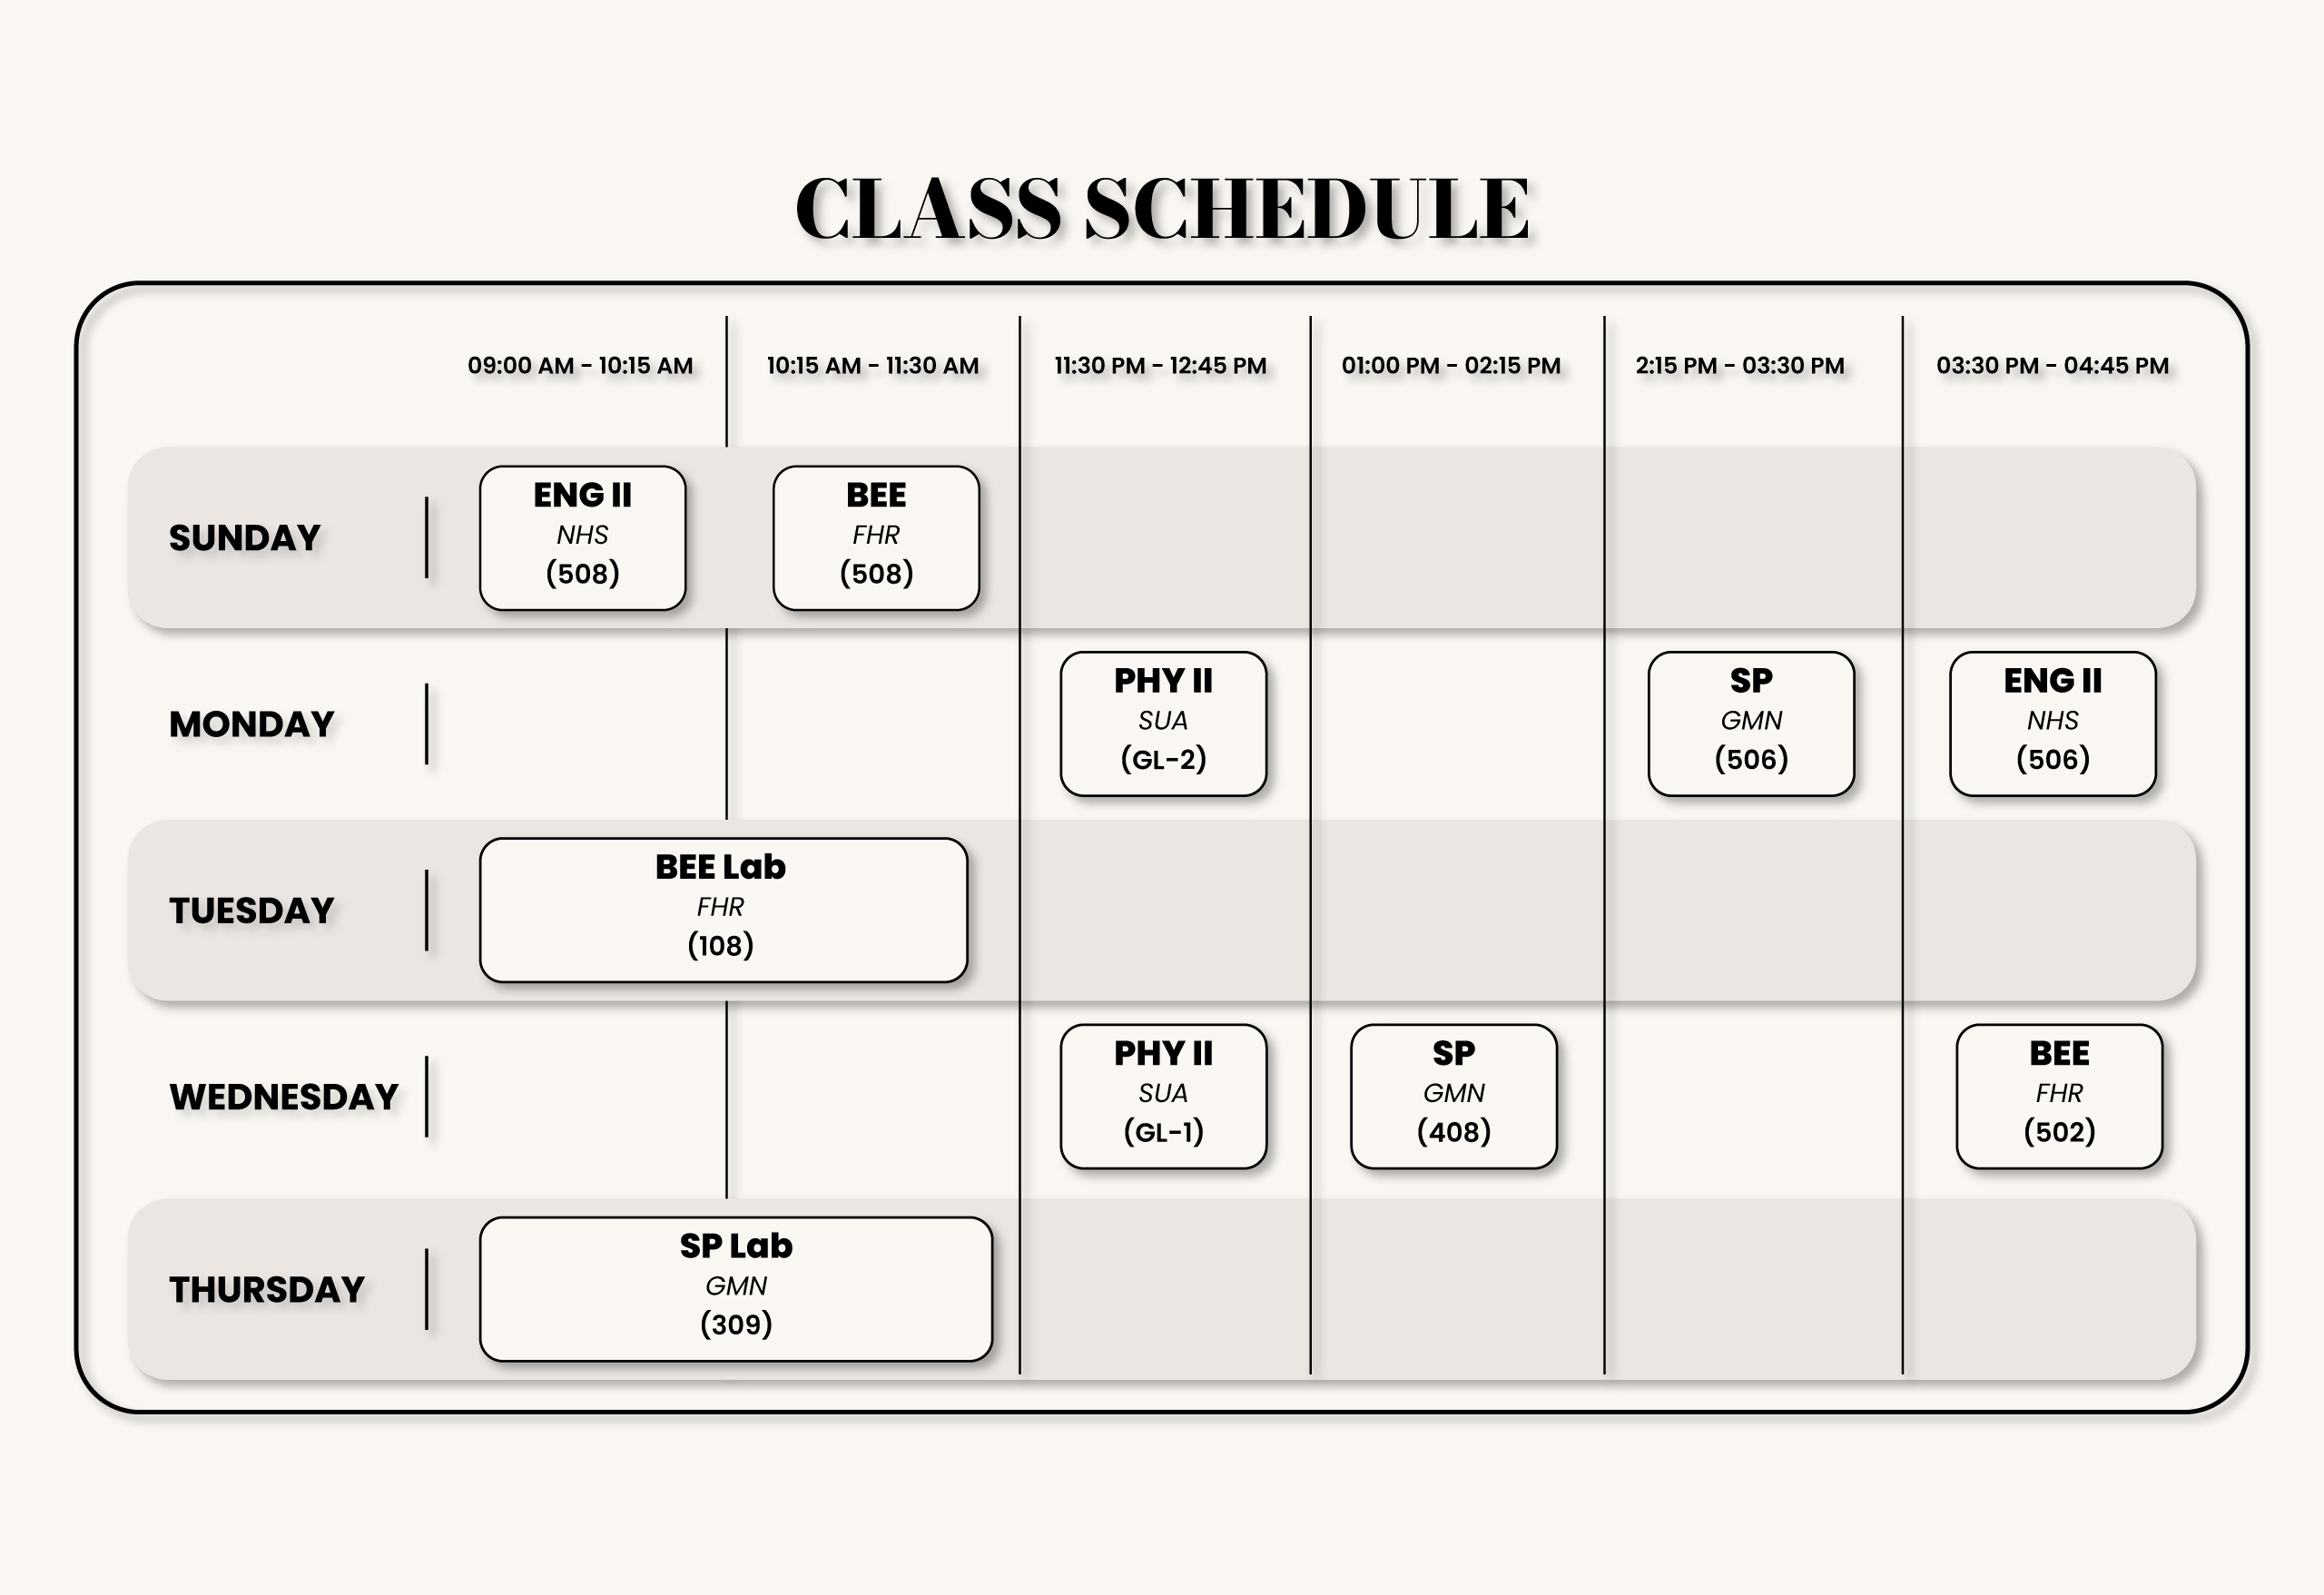 CLASS SCHEDULE
09:00 AM - 10:15 AM
10:15 AM - 11:30 AM
11:30 PM - 12:45 PM
01:00 PM - 02:15 PM
2:15 PM - 03:30 PM
03:30 PM - 04:45 PM
SUNDAY
ENG II
NHS
(508)
BEE
FHR
(508)
MONDAY
PHY II
SUA
(GL-2)
SP
GMN
(506)
ENG II
NHS
(506)
TUESDAY
BEE Lab
FHR
(108)
WEDNESDAY
PHY II
SUA
(GL-1)
SP
GMN
(408)
BEE
FHR
(502)
THURSDAY
SP Lab
GMN
(309)